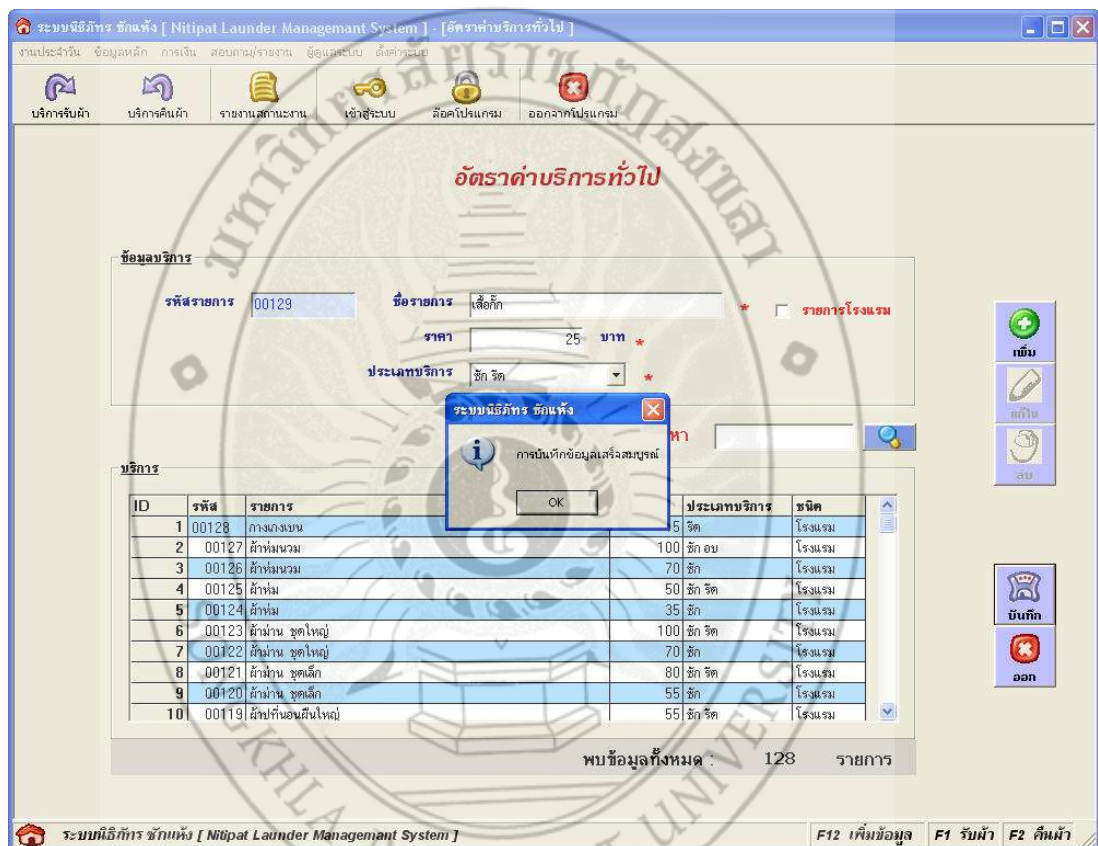 ระบบนิธิภัทร ซักแห้ง [ Nitipat Launder Managemant System ] - [อัตราค่าบริการทั่วไป ]
งานประจำวัน ข้อมูลหลัก การเงิน สอบถาม/รายงาน ผู้ดูแลระบบ ตั้งค่าระบบ
บริการรับผ้า บริการคืนผ้า รายงานสถานะงาน เข้าสู่ระบบ ล๊อคโปรแกรม ออกจากโปรแกรม
อัตราค่าบริการทั่วไป
ข้อมูลบริการ
รหัสรายการ 00129 ชื่อรายการ เสื้อกั๊ก * รายการโรงแรม
ราคา 25 บาท *
ประเภทบริการ ซัก รีด *
เพิ่ม
แก้ไข
ลบ
ระบบนิธิภัทร ซักแห้ง
การบันทึกข้อมูลเสร็จสมบูรณ์
OK
หา
บริการ
ID รหัส รายการ ประเภทบริการ ชนิด
1 00128 กางเกงเบน 5 รีด โรงแรม
2 00127 ผ้าห่มนวม 100 ซัก อบ โรงแรม
3 00126 ผ้าห่มนวม 70 ซัก โรงแรม
4 00125 ผ้าห่ม 50 ซัก รีด โรงแรม
5 00124 ผ้าห่ม 35 ซัก โรงแรม
6 00123 ผ้าม่าน ชุดใหญ่ 100 ซัก รีด โรงแรม
7 00122 ผ้าม่าน ชุดใหญ่ 70 ซัก โรงแรม
8 00121 ผ้าม่าน ชุดเล็ก 80 ซัก รีด โรงแรม
9 00120 ผ้าม่าน ชุดเล็ก 55 ซัก โรงแรม
10 00119 ผ้าปูที่นอนผืนใหญ่ 55 ซัก รีด โรงแรม
บันทึก
ออก
พบข้อมูลทั้งหมด : 128 รายการ
ระบบนิธิภัทร ซักแห้ง [ Nitipat Launder Managemant System ] F12 เพิ่มข้อมูล F1 รับผ้า F2 คืนผ้า
มหาวิทยาลัยราชภัฏสงขลา
SONGKHLA UNIVERSITY